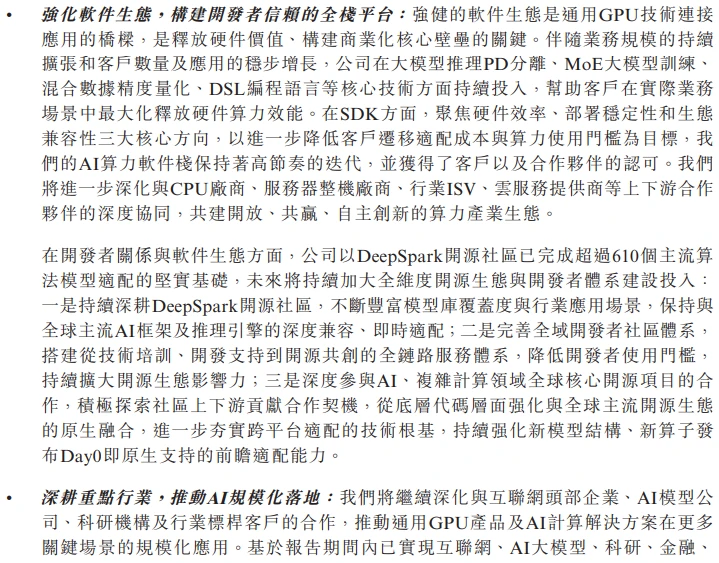 • 強化軟件生態，構建開發者信賴的全棧平台：強健的軟件生態是通用GPU技術連接
應用的橋樑，是釋放硬件價值、構建商業化核心壁壘的關鍵。伴隨業務規模的持續
擴張和客戶數量及應用的穩步增長，公司在大模型推理PD分離、MoE大模型訓練、
混合數據精度量化、DSL編程語言等核心技術方面持續投入，幫助客戶在實際業務
場景中最大化釋放硬件算力效能。在SDK方面，聚焦硬件效率、部署穩定性和生態
兼容性三大核心方向，以進一步降低客戶遷移適配成本與算力使用門檻為目標，我
們的AI算力軟件棧保持著高節奏的迭代，並獲得了客戶以及合作夥伴的認可。我們
將進一步深化與CPU廠商、服務器整機廠商、行業ISV、雲服務提供商等上下游合作
夥伴的深度協同，共建開放、共贏、自主創新的算力產業生態。
在開發者關係與軟件生態方面，公司以DeepSpark開源社區已完成超過610個主流算
法模型適配的堅實基礎，未來將持續加大全維度開源生態與開發者體系建設投入：
一是持續深耕DeepSpark開源社區，不斷豐富模型庫覆蓋度與行業應用場景，保持與
全球主流AI框架及推理引擎的深度兼容、即時適配；二是完善全域開發者社區體系，
搭建從技術培訓、開發支持到開源共創的全鏈路服務體系，降低開發者使用門檻，
持續擴大開源生態影響力；三是深度參與AI、複雜計算領域全球核心開源項目的合
作，積極探索社區上下游貢獻合作契機，從底層代碼層面強化與全球主流開源生態
的原生融合，進一步夯實跨平台適配的技術根基，持續強化新模型結構、新算子發
布Day0即原生支持的前瞻適配能力。
• 深耕重點行業，推動AI規模化落地：我們將繼續深化與互聯網頭部企業、AI模型公
司、科研機構及行業標桿客戶的合作，推動通用GPU產品及AI計算解決方案在更多
關鍵場景的規模化應用。基於報告期間內已實現互聯網、AI大模型、科研、金融、